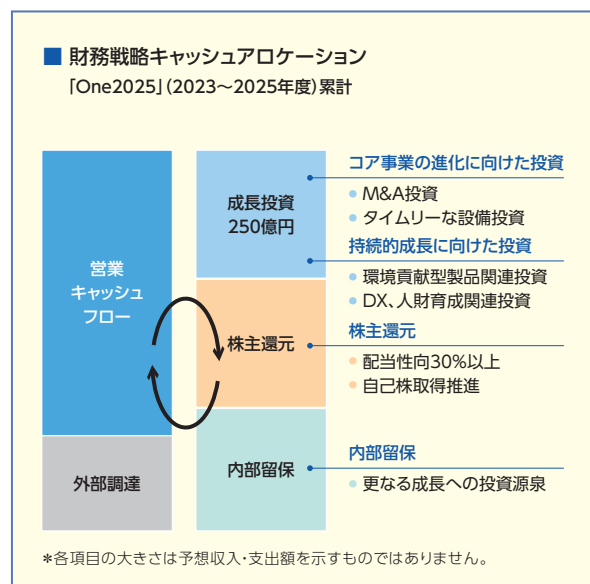 ■ 財務戦略キャッシュアロケーション
「One2025」(2023～2025年度)累計
営業
キャッシュ
フロー
外部調達
成長投資
250億円
株主還元
内部留保
コア事業の進化に向けた投資
● M&A投資
● タイムリーな設備投資
持続的成長に向けた投資
● 環境貢献型製品関連投資
● DX、人財育成関連投資
株主還元
● 配当性向30%以上
● 自己株取得推進
内部留保
● 更なる成長への投資源泉
*各項目の大きさは予想収入・支出額を示すものではありません。